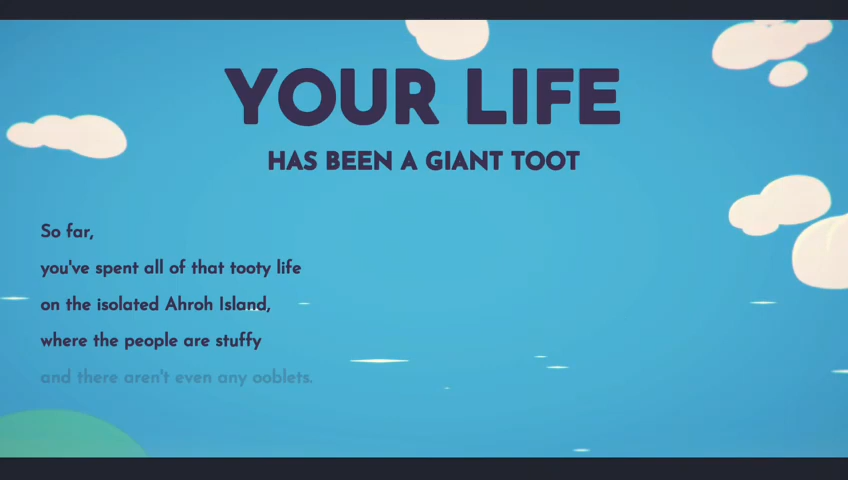 YOUR LIFE
HAS BEEN A GIANT TOOT
So far,
you've spent all of that tooty life
on the isolated Ahroh Island,
where the people are stuffy
and there aren't even any ooblets.